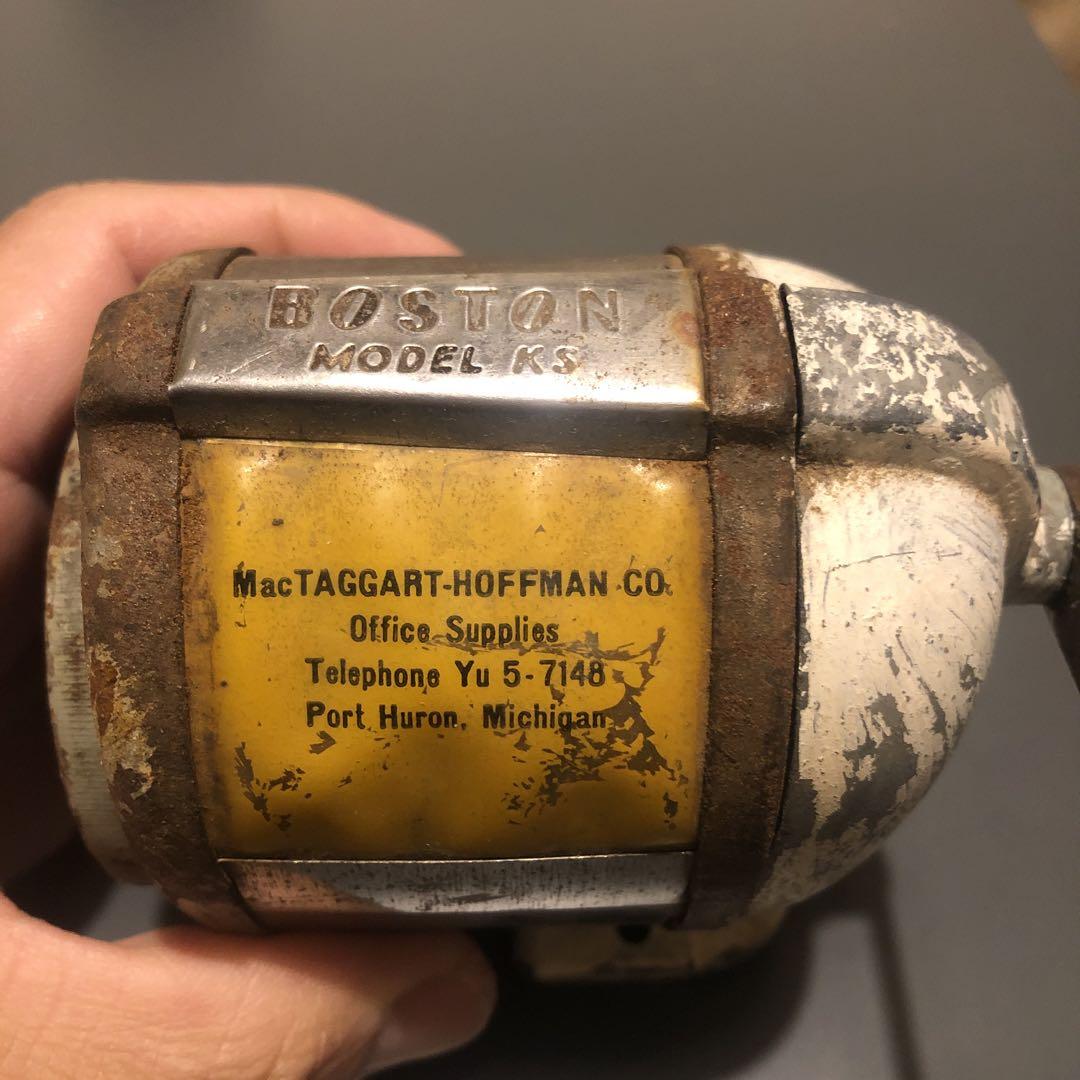 BOSTON
MODEL KS
MacTAGGART-HOFFMAN CO.
Office Supplies
Telephone Yu 5-7148
Port Huron, Michigan